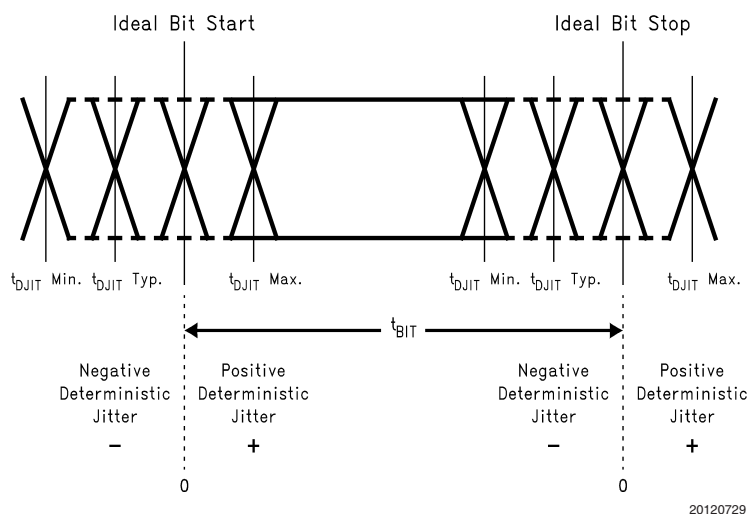 Ideal Bit Start Ideal Bit Stop
tDJIT Min. tDJIT Typ. tDJIT Max. tDJIT Min. tDJIT Typ. tDJIT Max.
tBIT
Negative Positive Negative Positive
Deterministic Deterministic Deterministic Deterministic
Jitter Jitter Jitter Jitter
– + – +
0 0
20120729